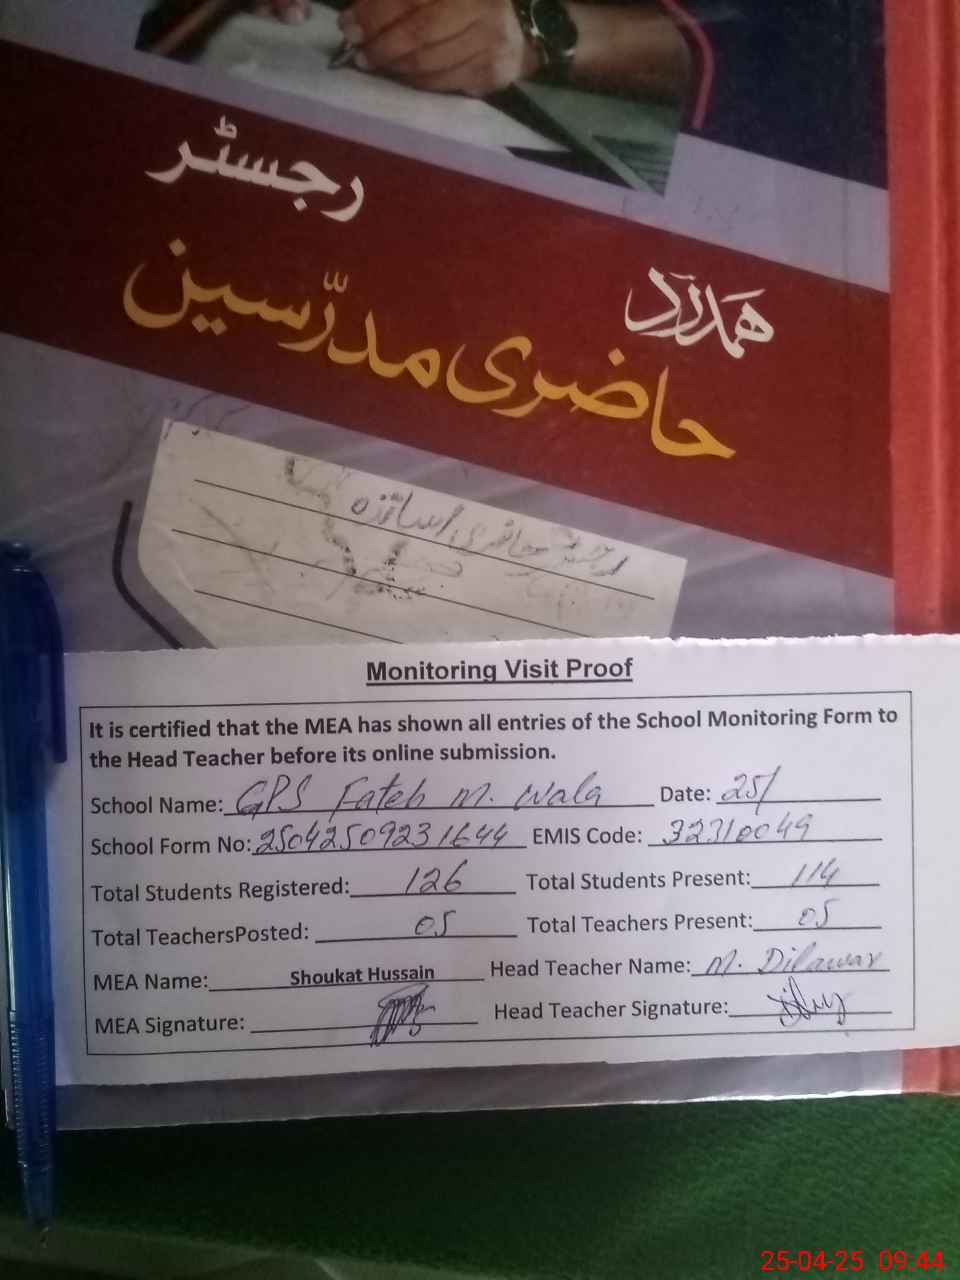 رجسٹر
ہمدرد
حاضری مدرّسین
رجسٹر حاضری اساتذہ
Monitoring Visit Proof
It is certified that the MEA has shown all entries of the School Monitoring Form to
the Head Teacher before its online submission.
School Name: GPS Fateh M. Wala Date: 25/
School Form No: 25042509231644 EMIS Code: 32310049
Total Students Registered: 126 Total Students Present: 114
Total TeachersPosted: 05 Total Teachers Present: 05
MEA Name: Shoukat Hussain Head Teacher Name: M. Dilawar
MEA Signature: Head Teacher Signature:
25-04-25 09:44